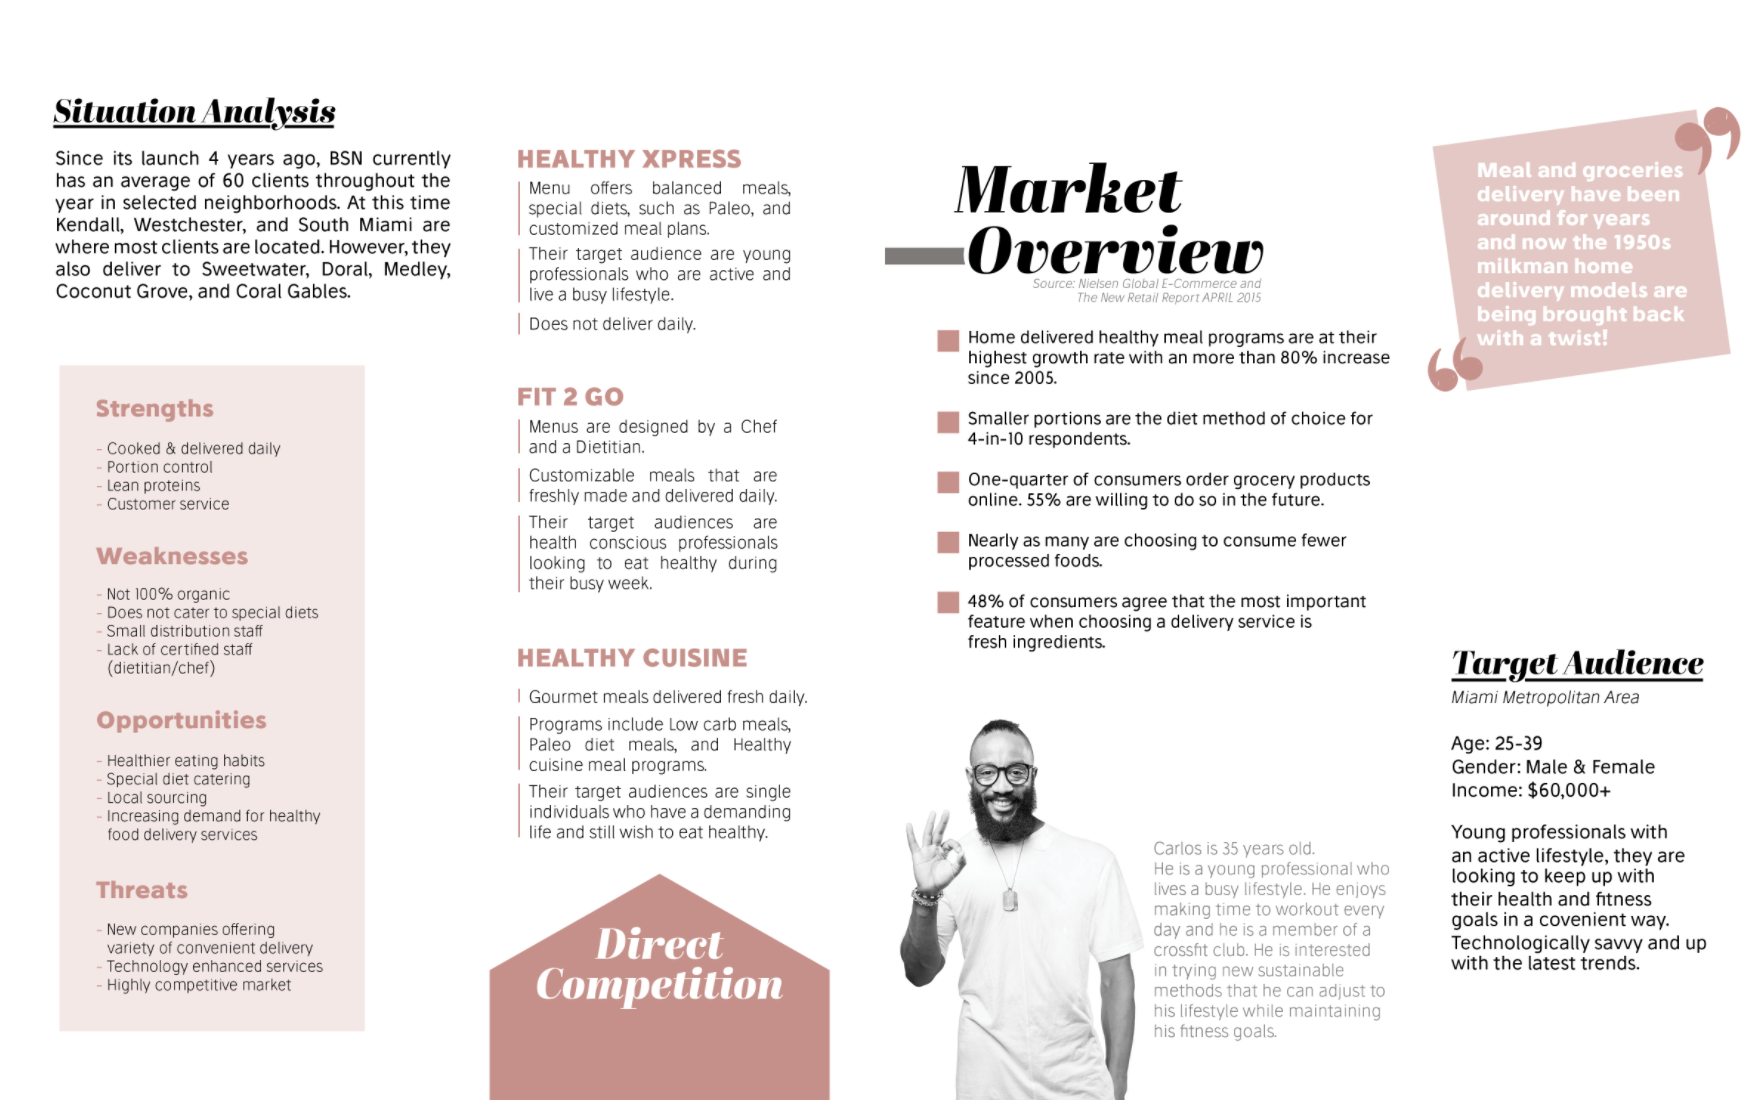 Situation Analysis
Since its launch 4 years ago, BSN currently
has an average of 60 clients throughout the
year in selected neighborhoods. At this time
Kendall, Westchester, and South Miami are
where most clients are located. However, they
also deliver to Sweetwater, Doral, Medley,
Coconut Grove, and Coral Gables.
Strengths
- Cooked & delivered daily
- Portion control
- Lean proteins
- Customer service
Weaknesses
- Not 100% organic
- Does not cater to special diets
- Small distribution staff
- Lack of certified staff
(dietitian/chef)
Opportunities
- Healthier eating habits
- Special diet catering
- Local sourcing
- Increasing demand for healthy
food delivery services
Threats
- New companies offering
variety of convenient delivery
- Technology enhanced services
- Highly competitive market
HEALTHY XPRESS
Menu offers balanced meals,
special diets, such as Paleo, and
customized meal plans.
Their target audience are young
professionals who are active and
live a busy lifestyle.
Does not deliver daily.
FIT 2 GO
Menus are designed by a Chef
and a Dietitian.
Customizable meals that are
freshly made and delivered daily.
Their target audiences are
health conscious professionals
looking to eat healthy during
their busy week.
HEALTHY CUISINE
Gourmet meals delivered fresh daily.
Programs include Low carb meals,
Paleo diet meals, and Healthy
cuisine meal programs.
Their target audiences are single
individuals who have a demanding
life and still wish to eat healthy.
Direct
Competition
Market
Overview
Source: Nielsen Global E-Commerce and
The New Retail Report APRIL 2015
Home delivered healthy meal programs are at their
highest growth rate with an more than 80% increase
since 2005.
Smaller portions are the diet method of choice for
4-in-10 respondents.
One-quarter of consumers order grocery products
online. 55% are willing to do so in the future.
Nearly as many are choosing to consume fewer
processed foods.
48% of consumers agree that the most important
feature when choosing a delivery service is
fresh ingredients.
Carlos is 35 years old.
He is a young professional who
lives a busy lifestyle. He enjoys
making time to workout every
day and he is a member of a
crossfit club. He is interested
in trying new sustainable
methods that he can adjust to
his lifestyle while maintaining
his fitness goals.
Meal and groceries
delivery have been
around for years
and now the 1950s
milkman home
delivery models are
being brought back
with a twist!
Target Audience
Miami Metropolitan Area
Age: 25-39
Gender: Male & Female
Income: $60,000+
Young professionals with
an active lifestyle, they are
looking to keep up with
their health and fitness
goals in a covenient way.
Technologically savvy and up
with the latest trends.